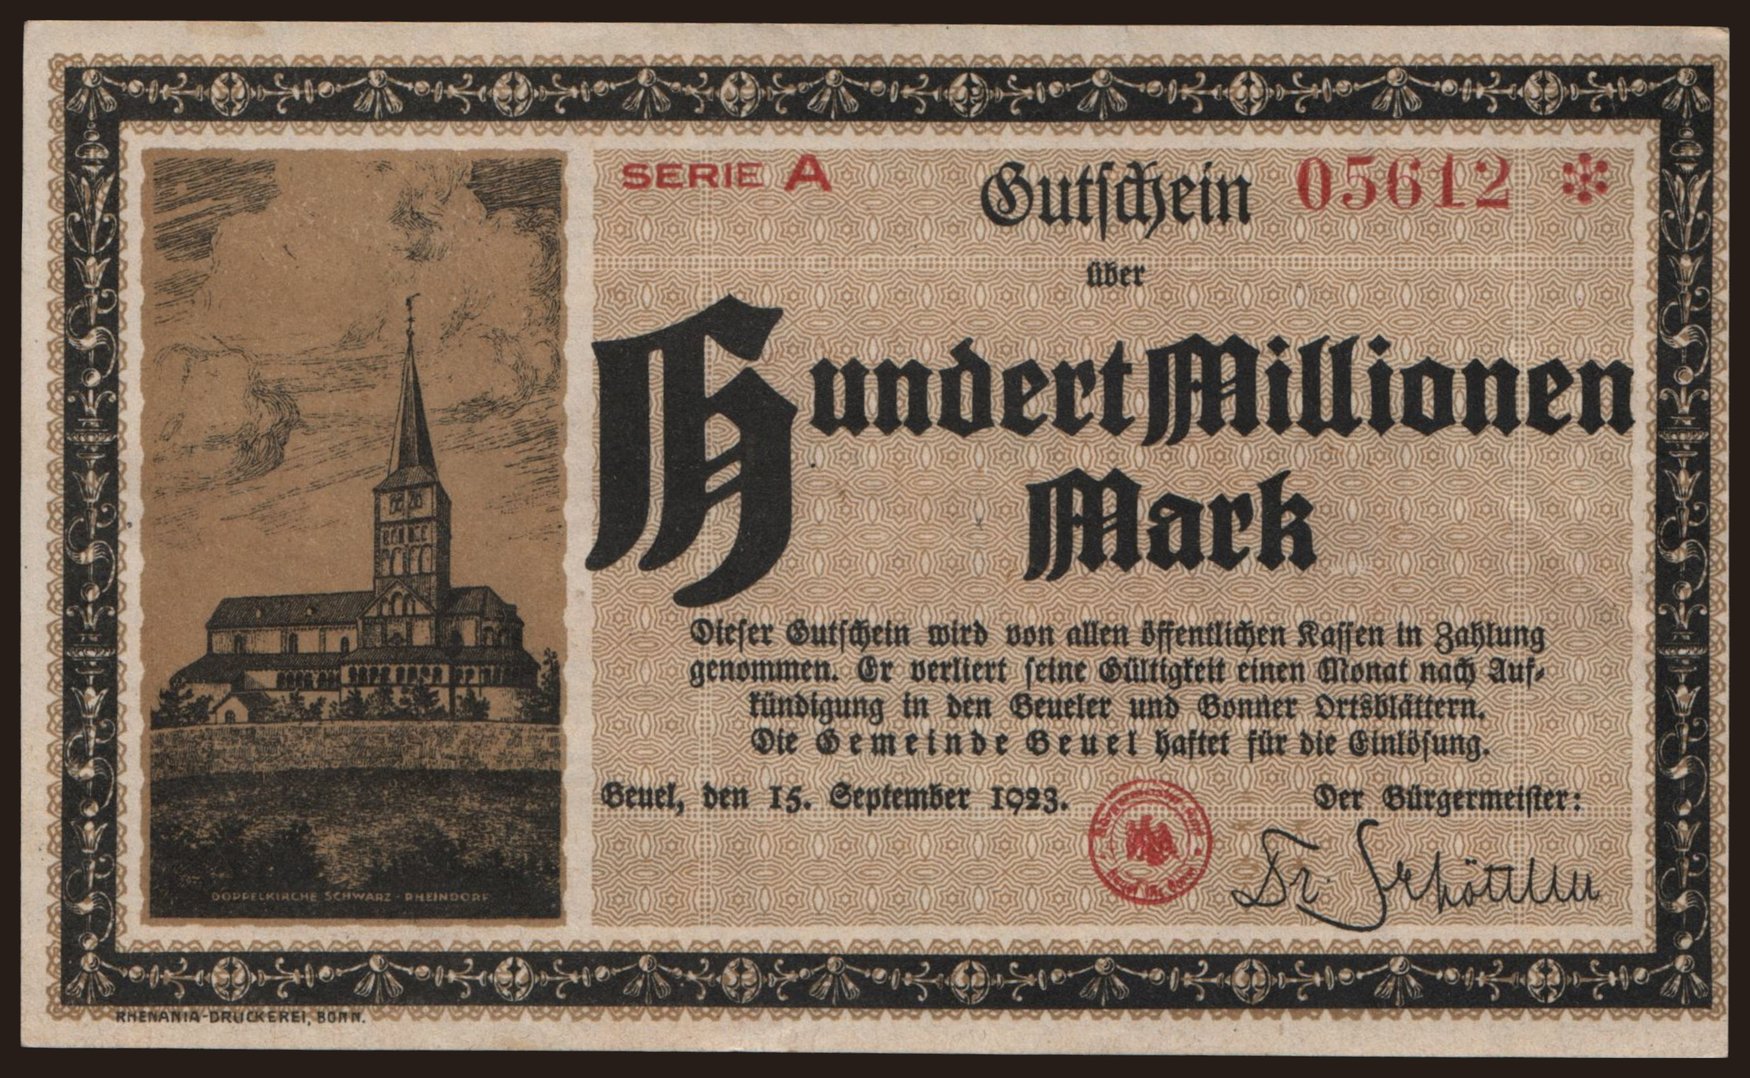 SERIE A
Gutschein 05612 *
über
Hundert Millionen
Mark
Dieser Gutschein wird von allen öffentlichen Kassen in Zahlung
genommen. Er verliert seine Gültigkeit einen Monat nach Auf-
kündigung in den Beueler und Bonner Ortsblättern.
Die Gemeinde Beuel haftet für die Einlösung.
Beuel, den 15. September 1923.
Der Bürgermeister:
Dr.
DOPPELKIRCHE SCHWARZ-RHEINDORF
RHENANIA-DRUCKEREI, BONN.